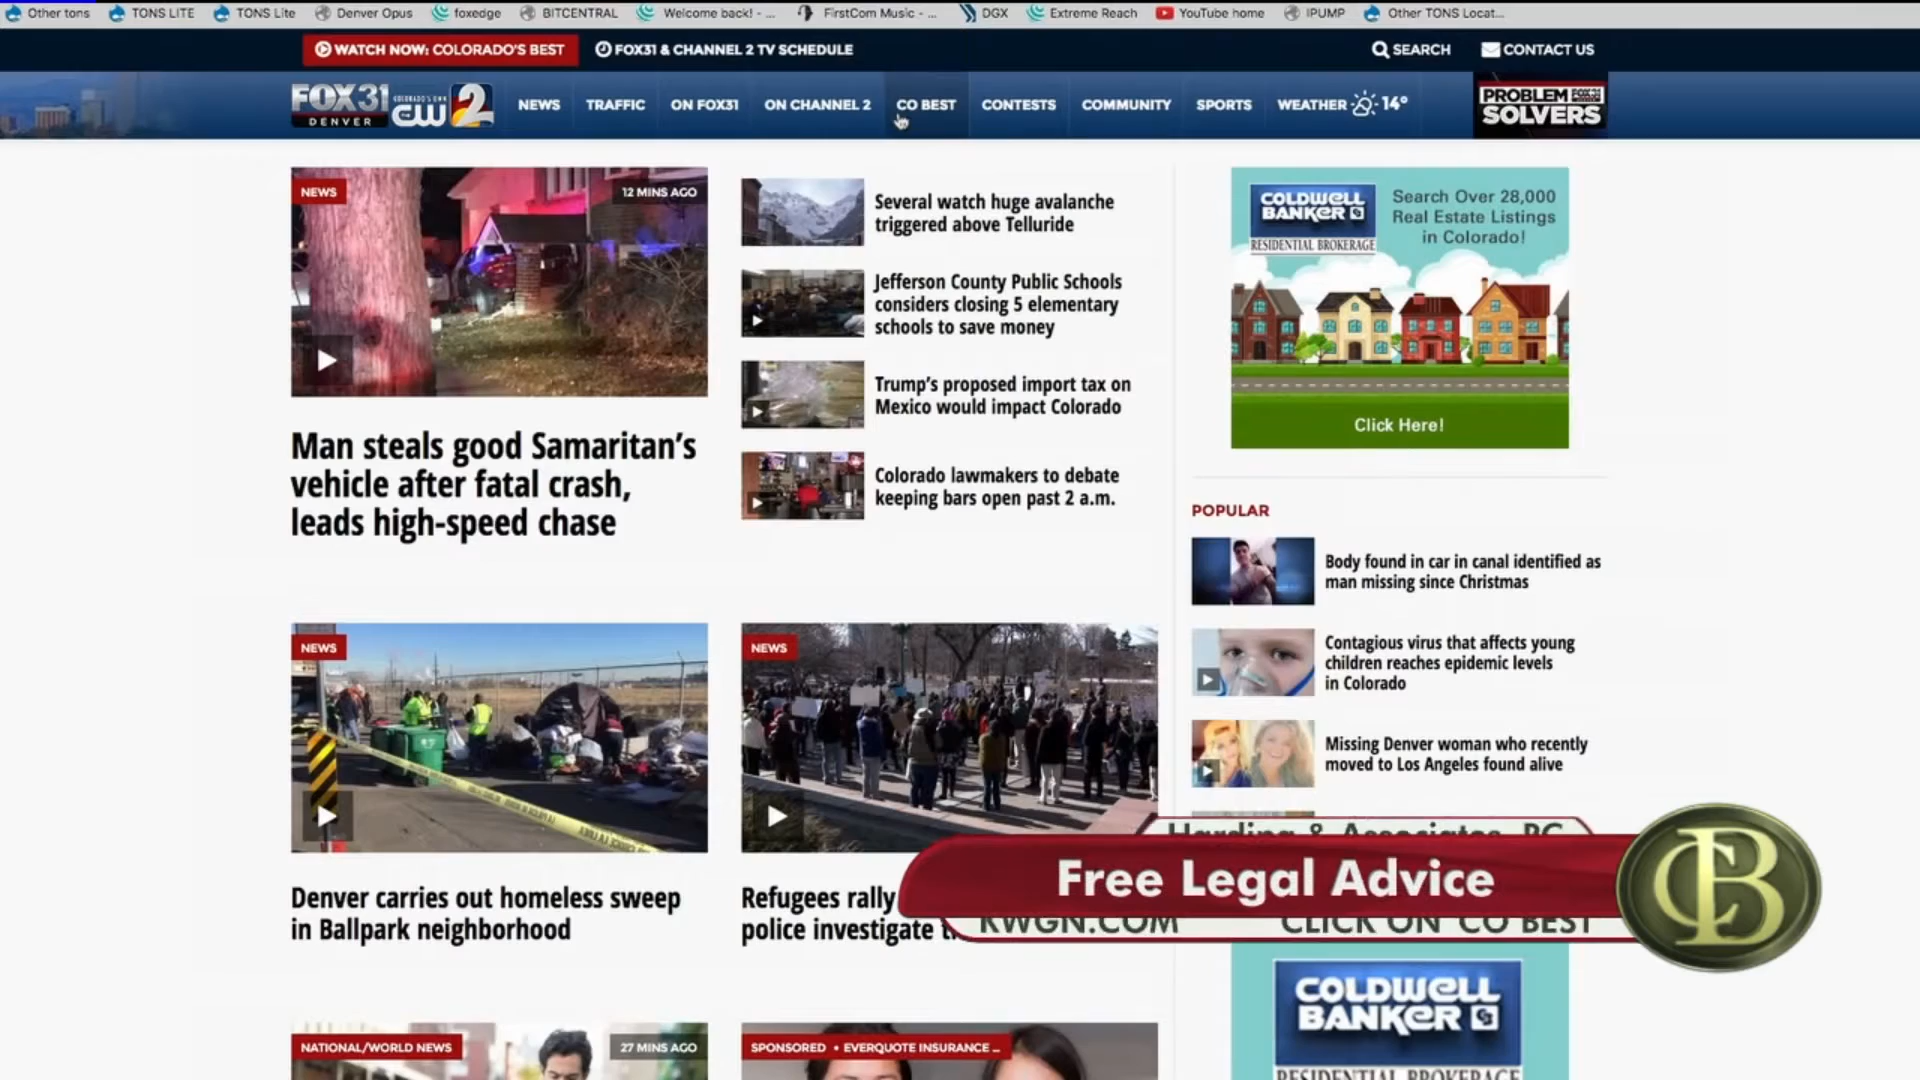 Other tons TONS LITE TONS Lite Denver Opus foxedge BITCENTRAL Welcome back! - ... FirstCom Music - ... DGX Extreme Reach YouTube home IPUMP Other TONS Locat...
WATCH NOW: COLORADO'S BEST FOX31 & CHANNEL 2 TV SCHEDULE SEARCH CONTACT US
FOX31 DENVER COLORADO'S OWN CW 2 NEWS TRAFFIC ON FOX31 ON CHANNEL 2 CO BEST CONTESTS COMMUNITY SPORTS WEATHER 14° PROBLEM SOLVERS
NEWS 12 MINS AGO
Man steals good Samaritan's
vehicle after fatal crash,
leads high-speed chase
Several watch huge avalanche
triggered above Telluride
Jefferson County Public Schools
considers closing 5 elementary
schools to save money
Trump's proposed import tax on
Mexico would impact Colorado
Colorado lawmakers to debate
keeping bars open past 2 a.m.
COLDWELL
BANKER
RESIDENTIAL BROKERAGE
Search Over 28,000
Real Estate Listings
in Colorado!
Click Here!
POPULAR
Body found in car in canal identified as
man missing since Christmas
Contagious virus that affects young
children reaches epidemic levels
in Colorado
Missing Denver woman who recently
moved to Los Angeles found alive
NEWS
Denver carries out homeless sweep
in Ballpark neighborhood
NEWS
Refugees rally
police investigate
Harding & Associates, PC
Free Legal Advice
KWGN.COM CLICK ON 'CO BEST'
CB
NATIONAL/WORLD NEWS 27 MINS AGO
SPONSORED • EVERQUOTE INSURANCE ...
COLDWELL
BANKER
RESIDENTIAL BROKERAGE